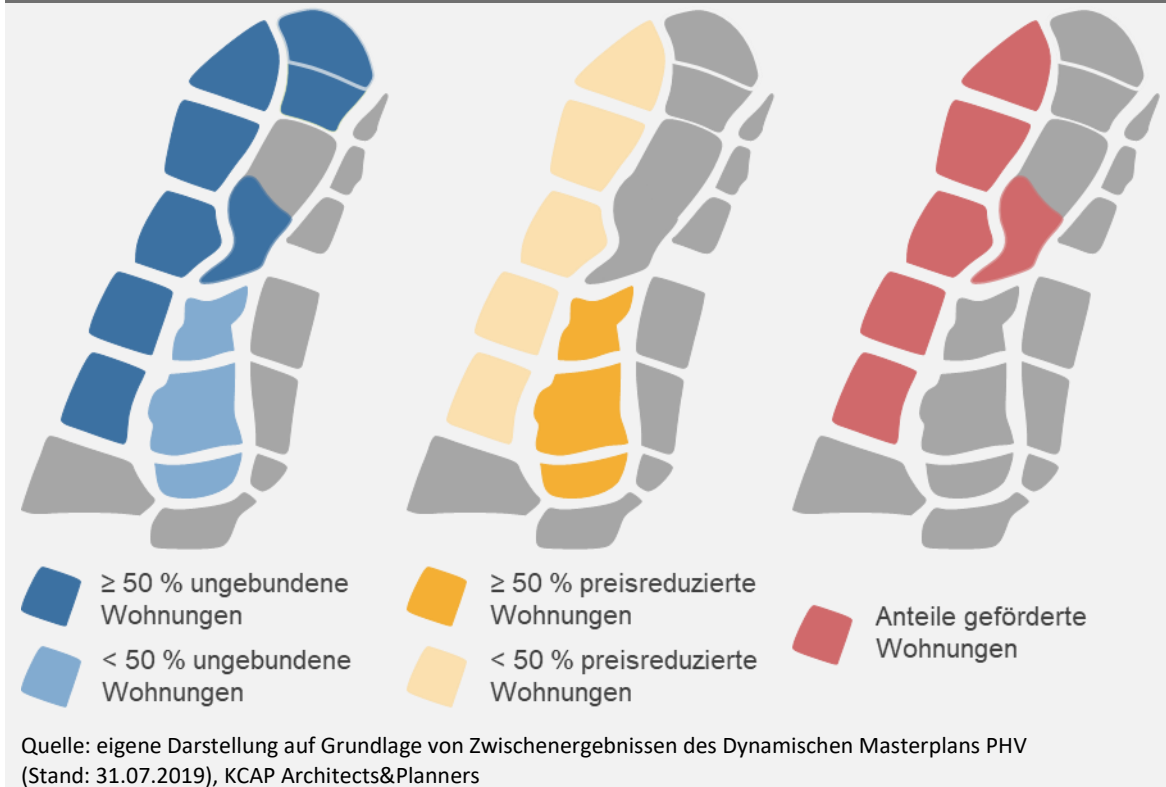 ≥ 50 % ungebundene
Wohnungen
< 50 % ungebundene
Wohnungen
≥ 50 % preisreduzierte
Wohnungen
< 50 % preisreduzierte
Wohnungen
Anteile geförderte
Wohnungen
Quelle: eigene Darstellung auf Grundlage von Zwischenergebnissen des Dynamischen Masterplans PHV
(Stand: 31.07.2019), KCAP Architects&Planners